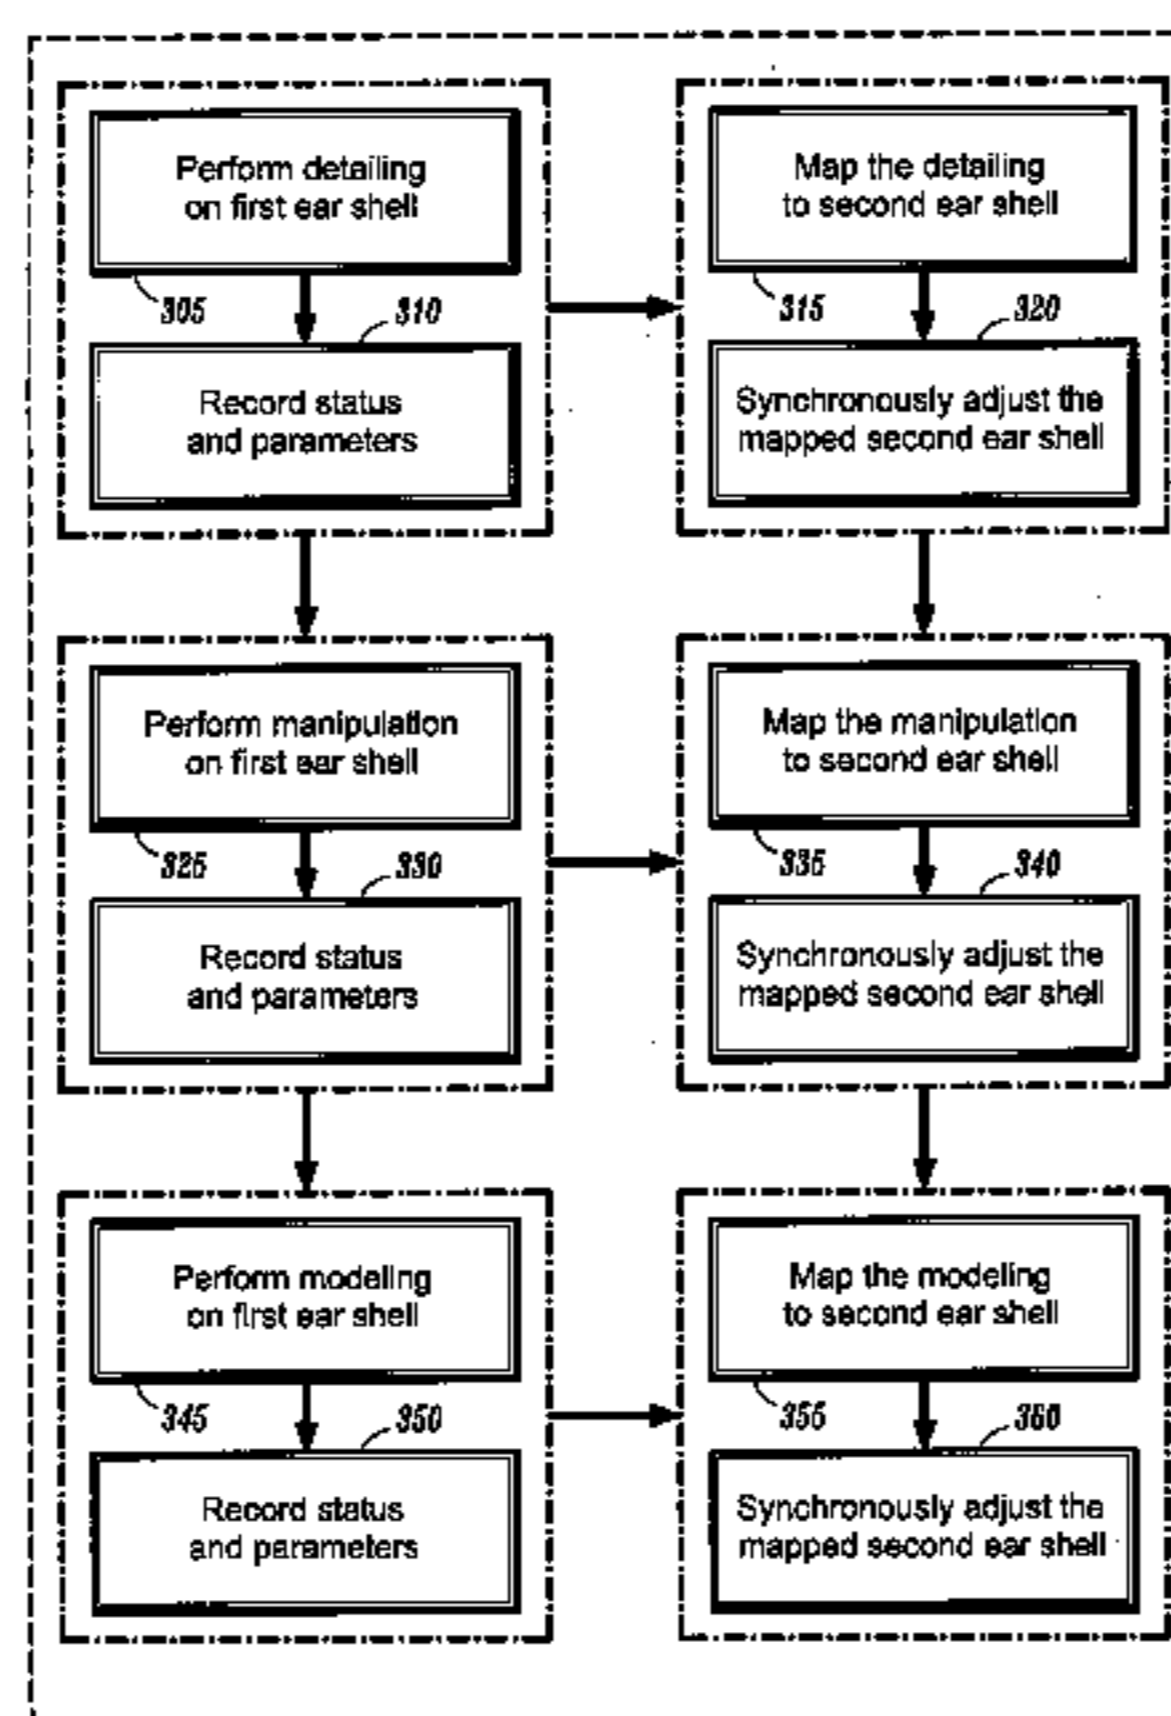 Perform detailing
on first ear shell
305
310
Record status
and parameters
Map the detailing
to second ear shell
315
320
Synchronously adjust the
mapped second ear shell
Perform manipulation
on first ear shell
325
330
Record status
and parameters
Map the manipulation
to second ear shell
335
340
Synchronously adjust the
mapped second ear shell
Perform modeling
on first ear shell
345
350
Record status
and parameters
Map the modeling
to second ear shell
355
360
Synchronously adjust the
mapped second ear shell